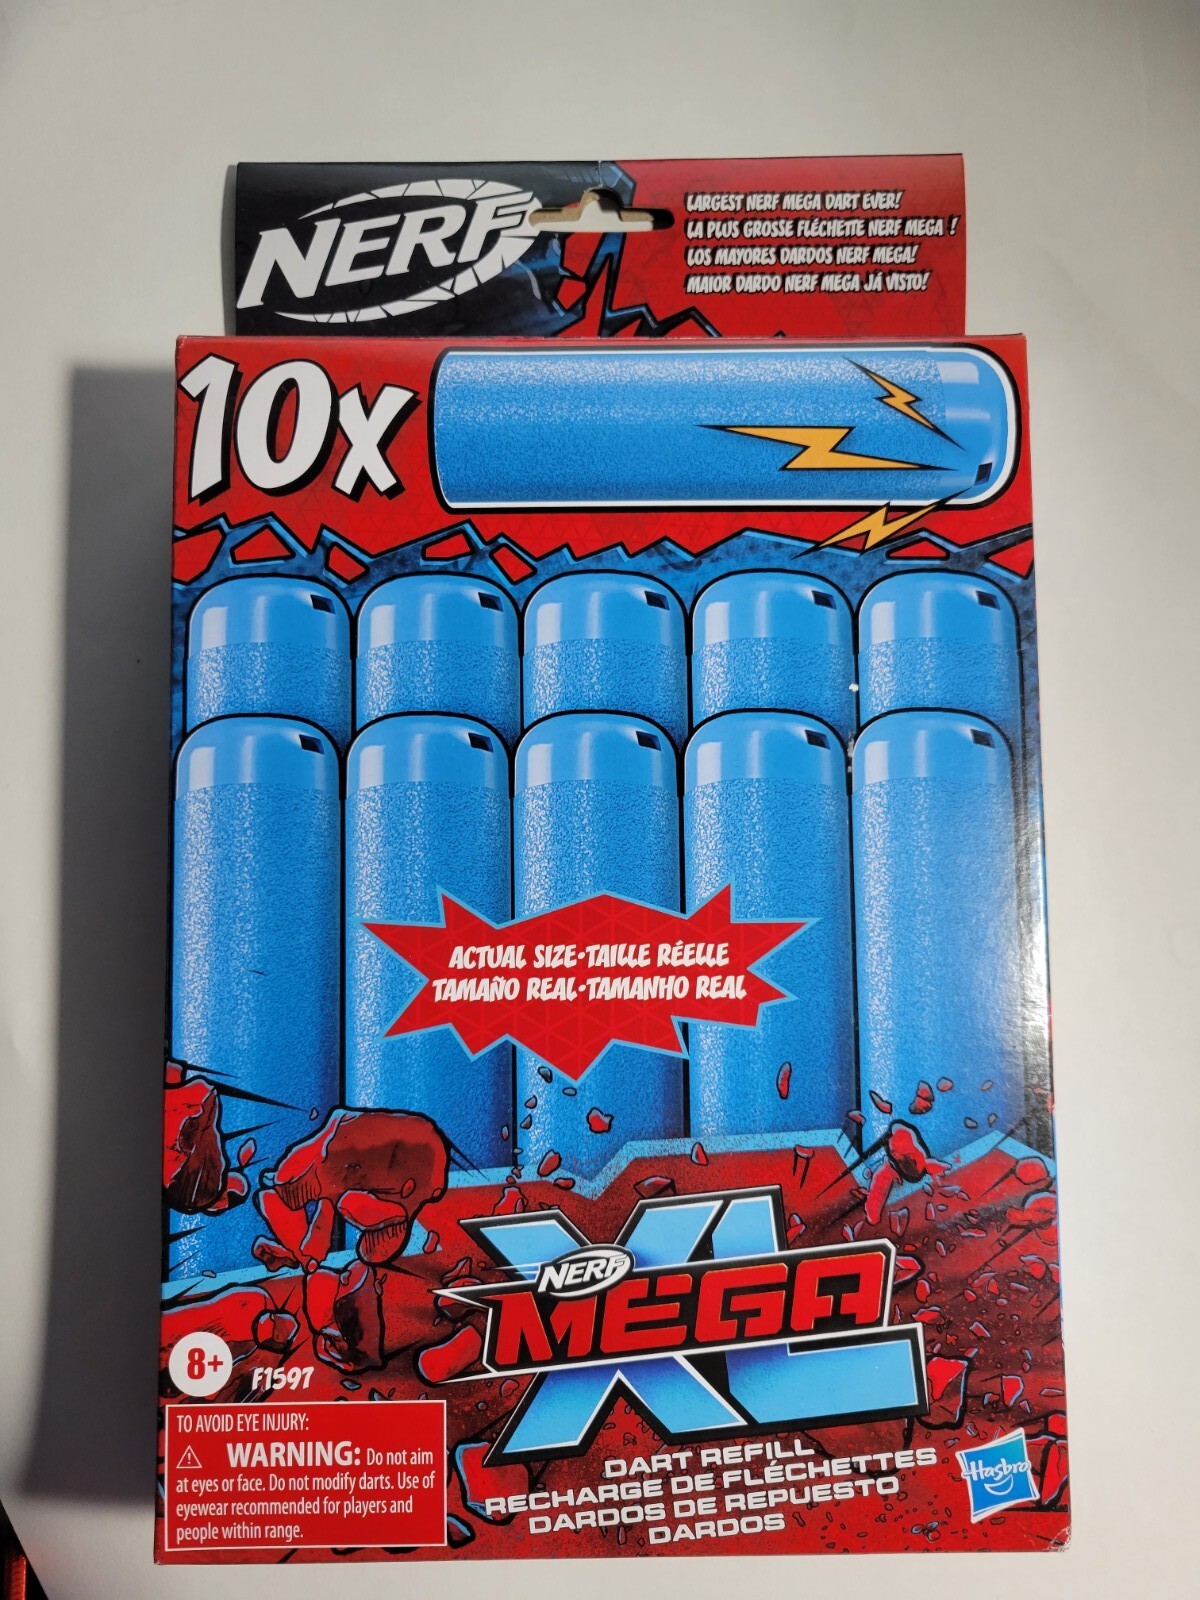 NERF
LARGEST NERF MEGA DART EVER!
LA PLUS GROSSE FLÉCHETTE NERF MEGA !
LOS MAYORES DARDOS NERF MEGA!
MAIOR DARDO NERF MEGA JÁ VISTO!
10x
ACTUAL SIZE•TAILLE RÉELLE
TAMAÑO REAL•TAMANHO REAL
XL
NERF
MEGA
8+
F1597
TO AVOID EYE INJURY:
⚠ WARNING: Do not aim
at eyes or face. Do not modify darts. Use of
eyewear recommended for players and
people within range.
DART REFILL
RECHARGE DE FLÉCHETTES
DARDOS DE REPUESTO
DARDOS
Hasbro